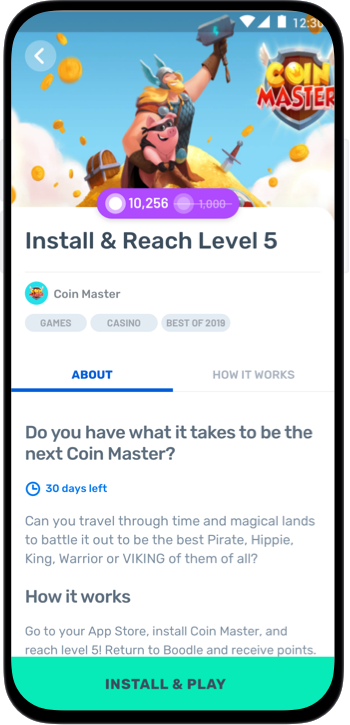 12:30
COIN
MASTER
10,256 1,000
Install & Reach Level 5
Coin Master
GAMES CASINO BEST OF 2019
ABOUT HOW IT WORKS
Do you have what it takes to be the
next Coin Master?
30 days left
Can you travel through time and magical lands
to battle it out to be the best Pirate, Hippie,
King, Warrior or VIKING of them all?
How it works
Go to your App Store, install Coin Master, and
reach level 5! Return to Boodle and receive points.
INSTALL & PLAY